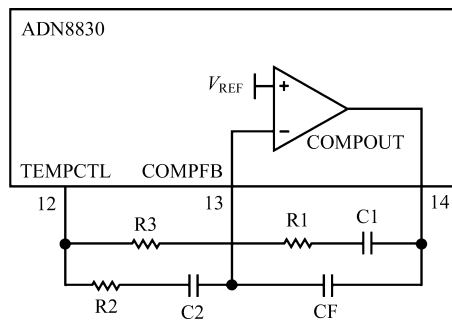 ADN8830
VREF
+
−
COMPOUT
TEMPCTL COMPFB
12 13 14
R3 R1 C1
R2 C2 CF